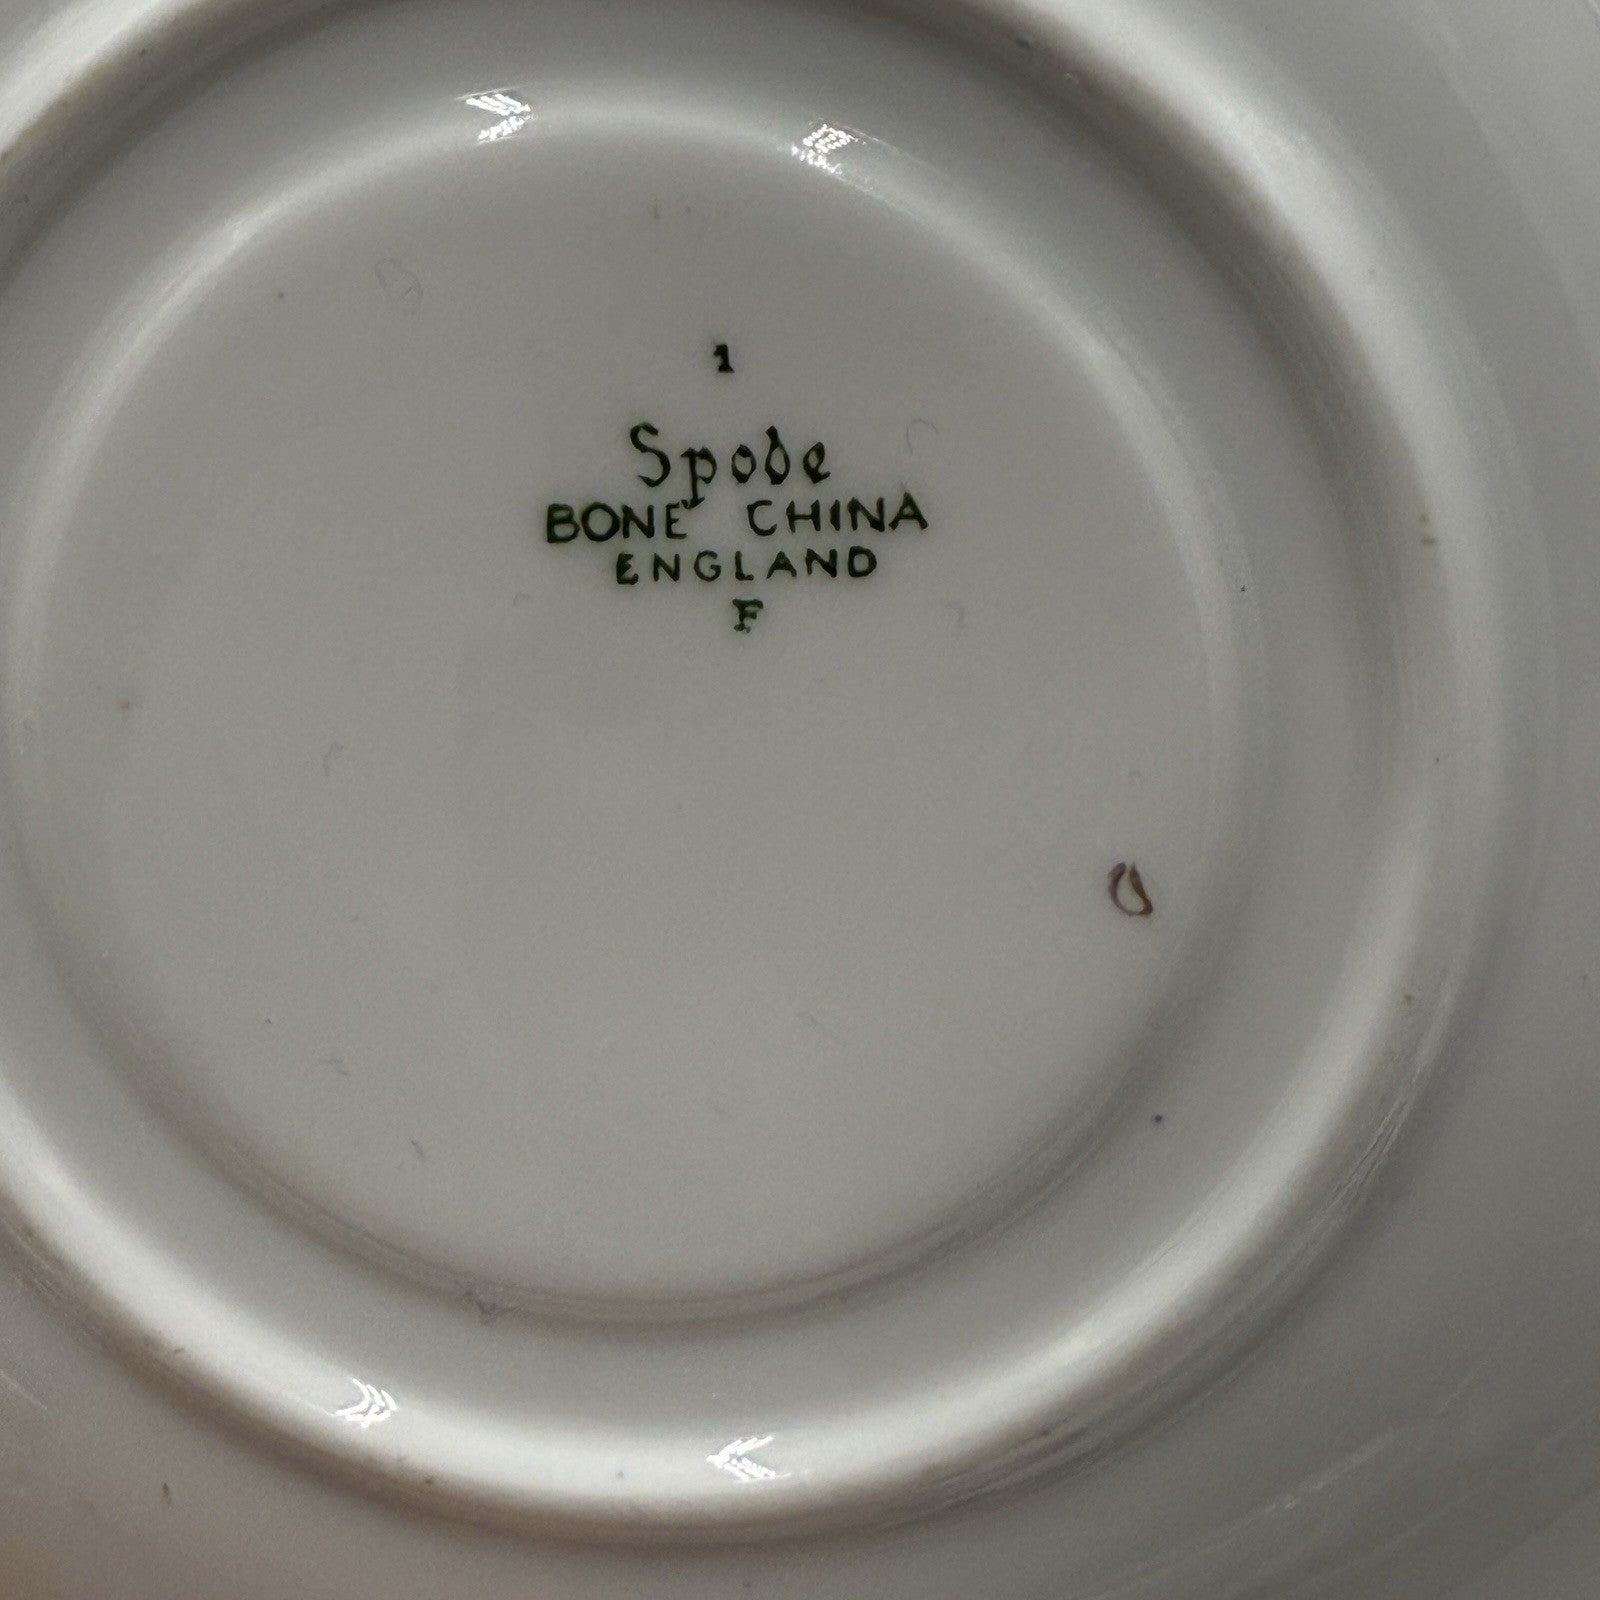 1
Spode
BONE CHINA
ENGLAND
F